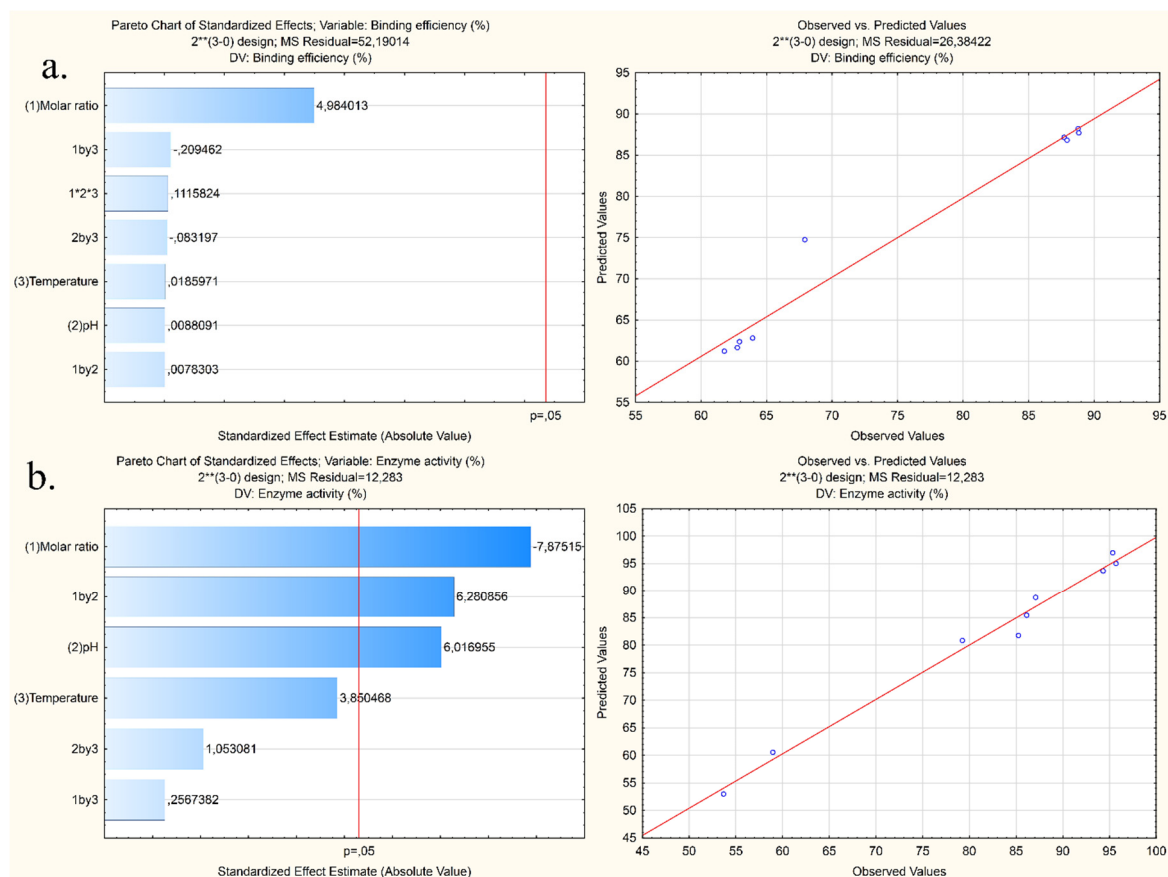 a.
Pareto Chart of Standardized Effects; Variable: Binding efficiency (%)
2**(3-0) design; MS Residual=52,19014
DV: Binding efficiency (%)
(1)Molar ratio
4,984013
1by3
-,209462
1*2*3
,1115824
2by3
-,083197
(3)Temperature
,0185971
(2)pH
,0088091
1by2
,0078303
p=,05
Standardized Effect Estimate (Absolute Value)
Observed vs. Predicted Values
2**(3-0) design; MS Residual=26,38422
DV: Binding efficiency (%)
Predicted Values
95
90
85
80
75
70
65
60
55
55 60 65 70 75 80 85 90 95
Observed Values
b.
Pareto Chart of Standardized Effects; Variable: Enzyme activity (%)
2**(3-0) design; MS Residual=12,283
DV: Enzyme activity (%)
(1)Molar ratio
-7,87515
1by2
6,280856
(2)pH
6,016955
(3)Temperature
3,850468
2by3
1,053081
1by3
,2567382
p=,05
Standardized Effect Estimate (Absolute Value)
Observed vs. Predicted Values
2**(3-0) design; MS Residual=12,283
DV: Enzyme activity (%)
Predicted Values
105
100
95
90
85
80
75
70
65
60
55
50
45
45 50 55 60 65 70 75 80 85 90 95 100
Observed Values